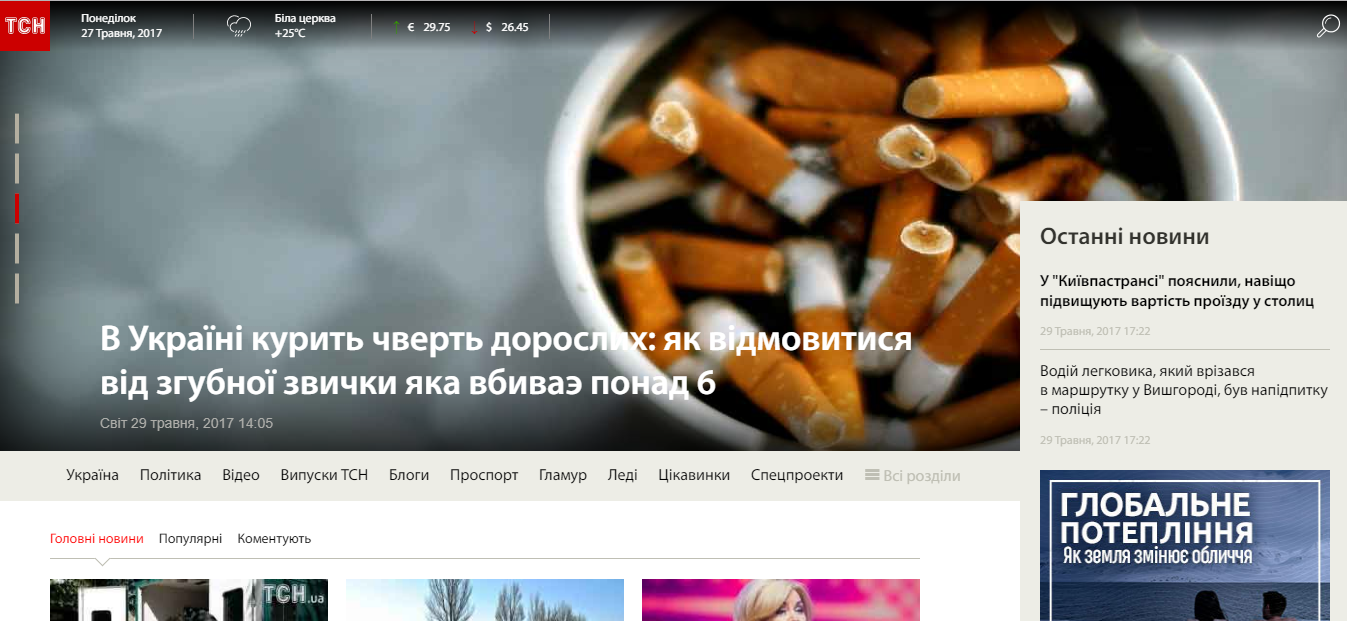 ТСН
Понеділок
27 Травня, 2017
Біла церква
+25°C
↑ € 29.75 ↓ $ 26.45
В Україні курить чверть дорослих: як відмовитися
від згубної звички яка вбиваэ понад 6
Світ 29 травня, 2017 14:05
Останні новини
У "Київпастрансі" пояснили, навіщо
підвищують вартість проїзду у столиц
29 Травня, 2017 17:22
Водій легковика, який врізався
в маршрутку у Вишгороді, був напідпитку
– поліція
29 Травня, 2017 17:22
Україна Політика Відео Випуски ТСН Блоги Проспорт Гламур Леді Цікавинки Спецпроекти Всі розділи
Головні новини Популярні Коментують
ТСН.ua
ГЛОБАЛЬНЕ
ПОТЕПЛІННЯ
Як земля змінює обличчя